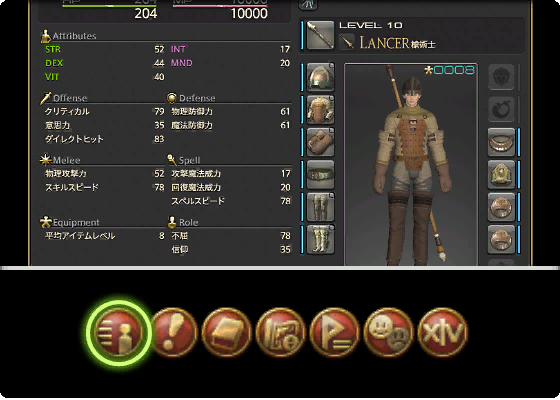 204
10000
204
10000
LEVEL 10
LANCER 槍術士
0008
Attributes
STR 52 INT 17
DEX 44 MND 20
VIT 40
Offense Defense
クリティカル 79 物理防御力 61
意思力 35 魔法防御力 61
ダイレクトヒット 83
Melee Spell
物理攻撃力 52 攻撃魔法威力 17
スキルスピード 78 回復魔法威力 20
スペルスピード 78
Equipment Role
平均アイテムレベル 8 不屈 78
信仰 35
XIV